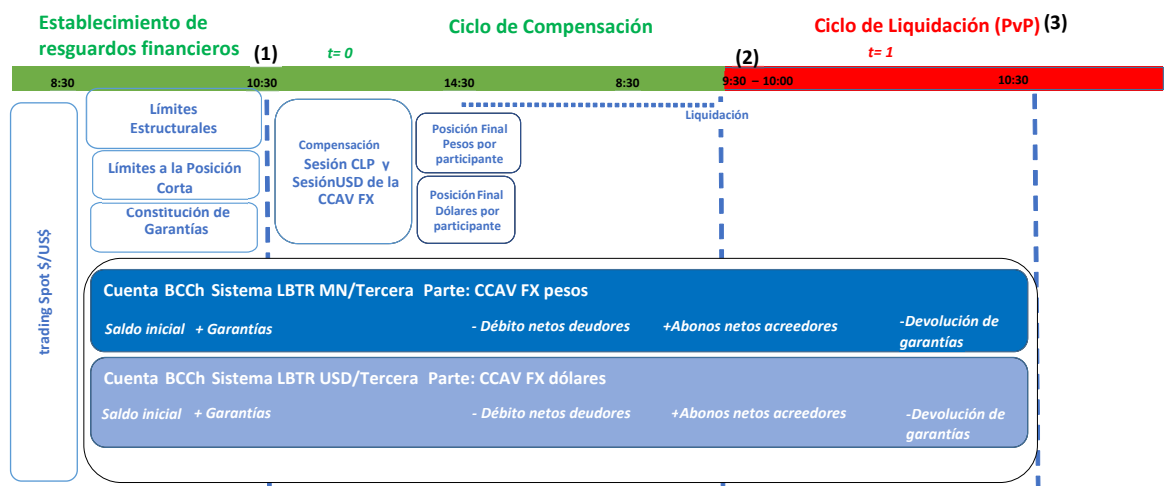 Establecimiento de
resguardos financieros
(1)
t= 0
Ciclo de Compensación
(2)
Ciclo de Liquidación (PvP)
(3)
t= 1
8:30
10:30
14:30
8:30
9:30 – 10:00
10:30
trading Spot $/US$
Límites
Estructurales
Límites a la Posición
Corta
Constitución de
Garantías
Compensación
Sesión CLP y
SesiónUSD de la
CCAV FX
Posición Final
Pesos por
participante
Posición Final
Dólares por
participante
Liquidación
Cuenta BCCh Sistema LBTR MN/Tercera Parte: CCAV FX pesos
Saldo inicial + Garantías
- Débito netos deudores
+Abonos netos acreedores
-Devolución de
garantías
Cuenta BCCh Sistema LBTR USD/Tercera Parte: CCAV FX dólares
Saldo inicial + Garantías
- Débito netos deudores
+Abonos netos acreedores
-Devolución de
garantías